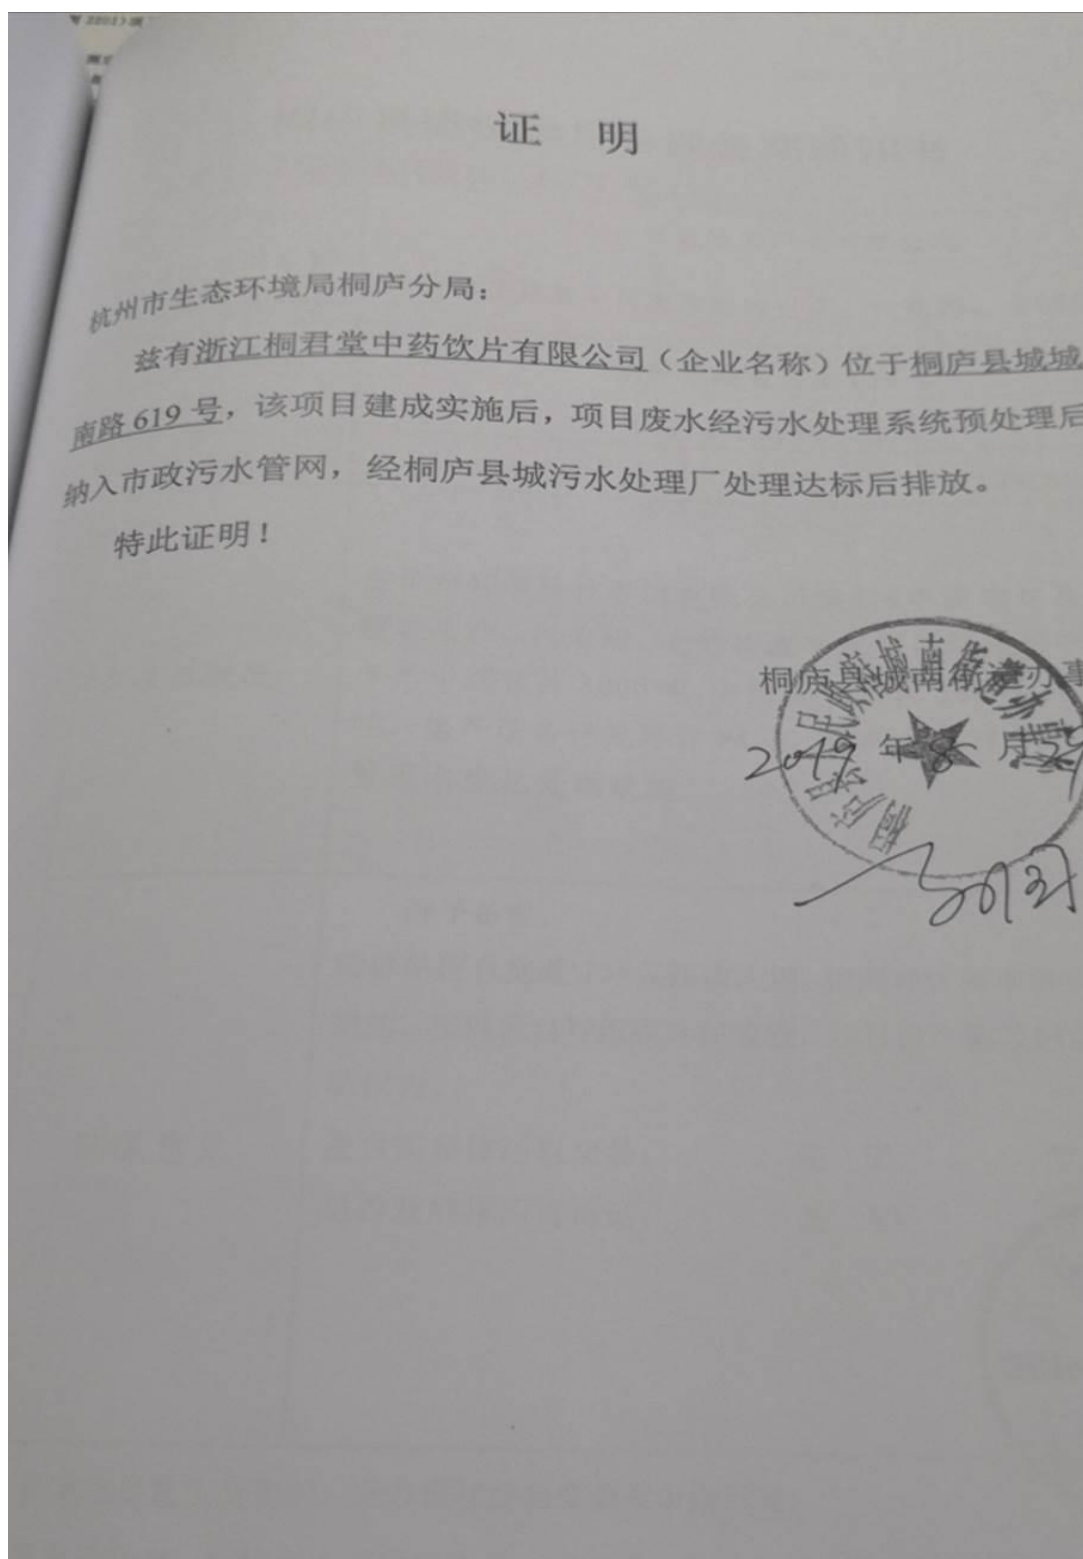 证 明
杭州市生态环境局桐庐分局：
兹有浙江桐君堂中药饮片有限公司（企业名称）位于桐庐县城城
南路 619 号，该项目建成实施后，项目废水经污水处理系统预处理后
纳入市政污水管网，经桐庐县城污水处理厂处理达标后排放。
特此证明！
桐庐县城南街道办事
2019 年 8 月 29